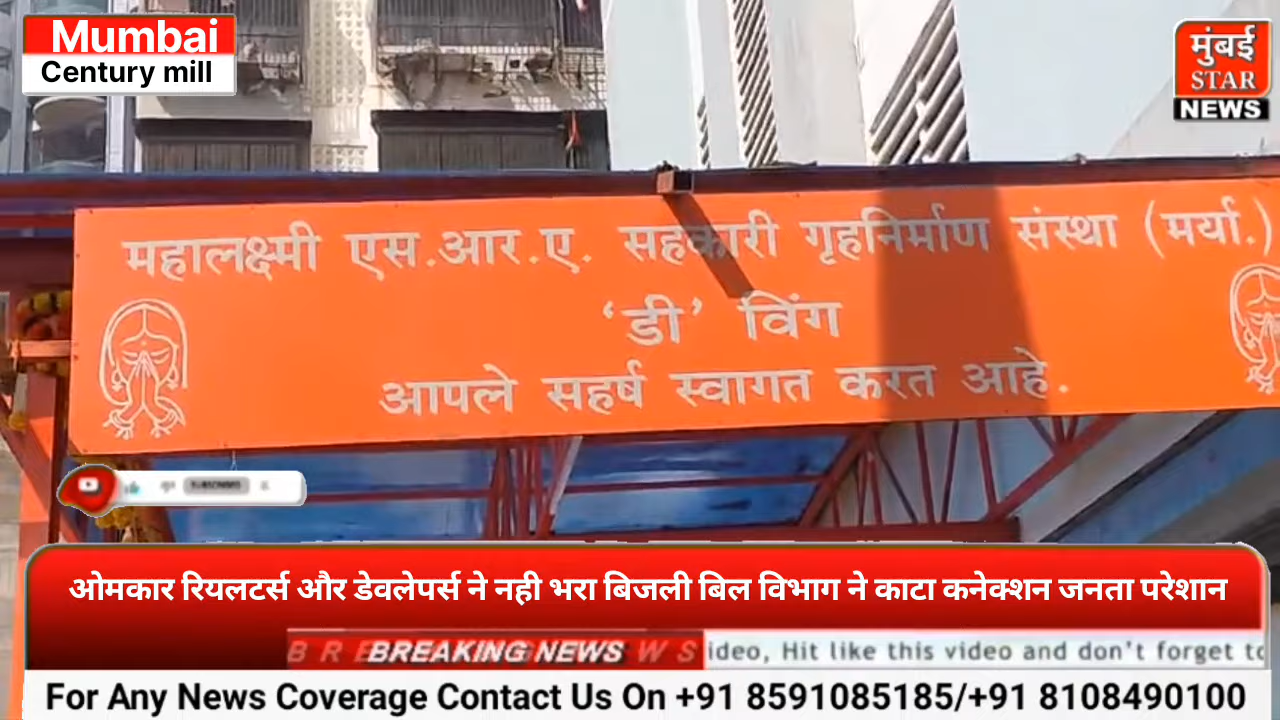 Mumbai
Century mill
मुंबई
STAR
NEWS
महालक्ष्मी एस.आर.ए. सहकारी गृहनिर्माण संस्था (मर्या.)
‘डी’ विंग
आपले सहर्ष स्वागत करत आहे.
ओमकार रियलटर्स और डेवलेपर्स ने नही भरा बिजली बिल विभाग ने काटा कनेक्शन जनता परेशान
BREAKING NEWS
ideo, Hit like this video and don't forget to
For Any News Coverage Contact Us On +91 8591085185/+91 8108490100